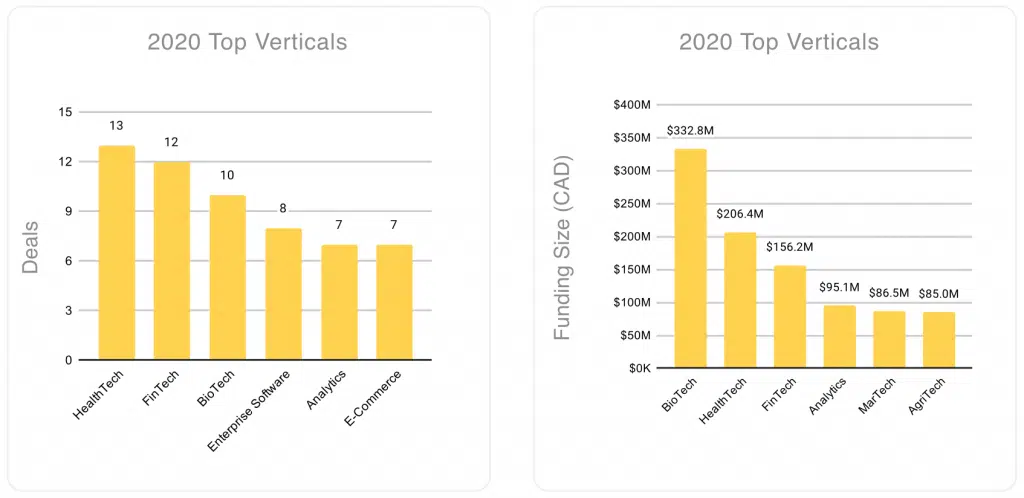 2020 Top Verticals
Deals
15
12
9
6
3
0
13
12
10
8
7
7
HealthTech
FinTech
BioTech
Enterprise Software
Analytics
E-Commerce
2020 Top Verticals
Funding Size (CAD)
$400M
$350M
$300M
$250M
$200M
$150M
$100M
$50M
$0K
$332.8M
$206.4M
$156.2M
$95.1M
$86.5M
$85.0M
BioTech
HealthTech
FinTech
Analytics
MarTech
AgriTech